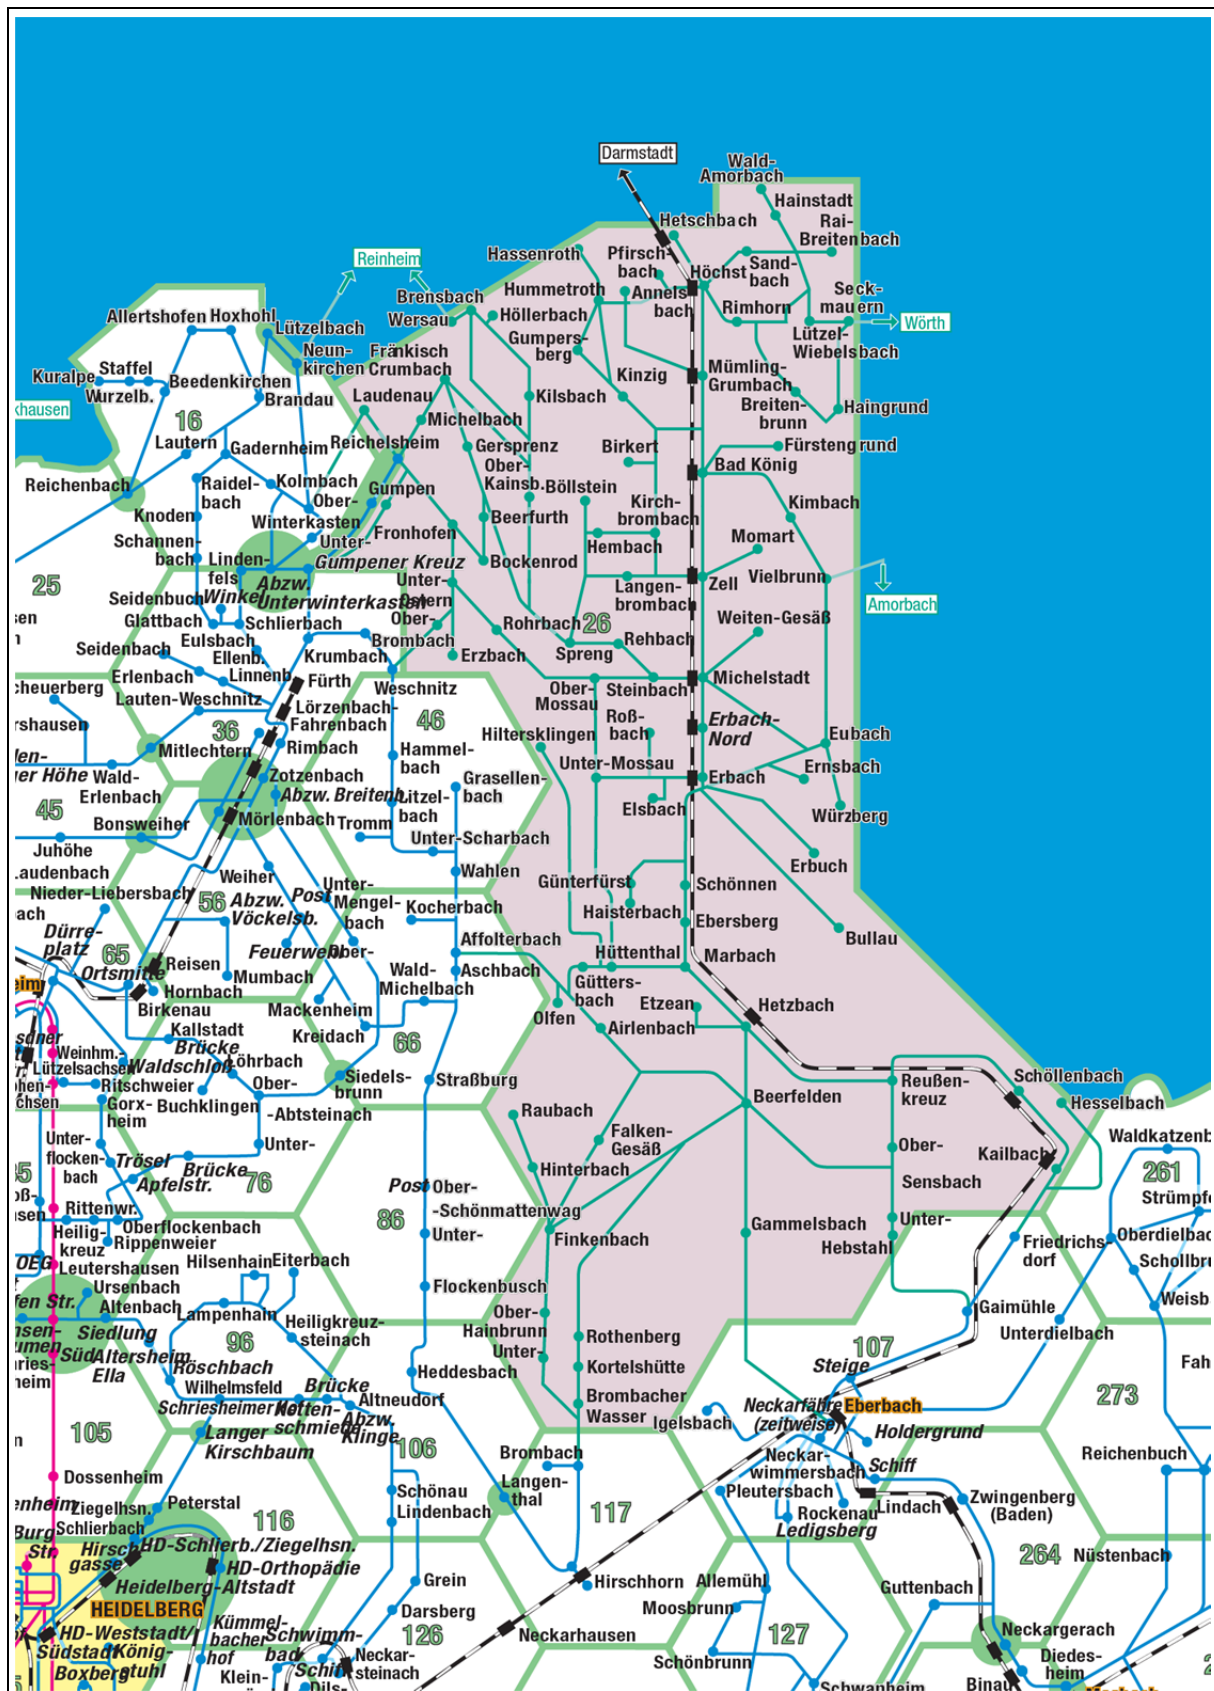 Darmstadt
Wald-
Amorbach
Hainstadt
Hetschbach
Rai-
Breitenbach
Reinheim
Hassenroth
Pfirsch-
bach
Höchst
Sand-
bach
Brensbach
Hummetroth
Annels-
bach
Seck-
mauern
Allertshofen
Hoxhohl
Wersau
Höllerbach
Rimhorn
Wörth
Lützelbach
Gumpers-
berg
Lützel-
Wiebelsbach
Neun-
kirchen
Fränkisch
Crumbach
Kuralpe
Staffel
Beedenkirchen
Kinzig
Mümling-
Grumbach
Wurzelb.
Brandau
Laudenau
Kilsbach
Breiten-
brunn
Haingrund
khausen
16
Michelbach
Lautern
Gadernheim
Reichelsheim
Gersprenz
Birkert
Fürstengrund
Reichenbach
Raidel-
bach
Kolmbach
Ober-
Kainsb.
Böllstein
Bad König
Ober-
Gumpen
Kimbach
Knoden
Winterkasten
Fronhofen
Beerfurth
Kirch-
brombach
Schannen-
bach
Unter-
Hembach
Momart
Linden-
fels
Gumpener Kreuz
Bockenrod
Zell
Vielbrunn
25
Abzw.
Unterwinterkasten
Unter-
Ostern
Langen-
brombach
Amorbach
Seidenbuch
Winkel
Ober-
Rohrbach
26
Weiten-Gesäß
Glattbach
Schlierbach
Brombach
Rehbach
Seidenbach
Eulsbach
Ellenb.
Krumbach
Erzbach
Spreng
Erlenbach
Linnenb.
Fürth
Weschnitz
Ober-
Mossau
Steinbach
Michelstadt
cheuerberg
Lauten-Weschnitz
Lörzenbach-
Fahrenbach
46
Roß-
bach
Erbach-
Nord
rshausen
36
Mitlechtern
Rimbach
Hammel-
bach
Hiltersklingen
Eubach
er Höhe
Wald-
Erlenbach
Zotzenbach
Grasellen-
bach
Unter-Mossau
Erbach
Ernsbach
45
Abzw. Breitenb.
Litzel-
bach
Elsbach
Würzberg
Bonsweiher
Mörlenbach
Tromm
Unter-Scharbach
Juhöhe
Erbuch
Laudenbach
Weiher
Wahlen
Nieder-Liebersbach
56
Abzw.
Vöckelsb.
Post
Unter-
Mengel-
bach
Günterfürst
Schönnen
Kocherbach
Haisterbach
Ebersberg
Dürre-
platz
Feuerwehr
Ober-
Affolterbach
Bullau
65
Ortsmitte
Reisen
Mumbach
Wald-
Michelbach
Aschbach
Hüttenthal
Marbach
Hornbach
Güttersbach
Birkenau
Mackenheim
Olfen
Etzean
Hetzbach
Kallstadt
Kreidach
66
Airlenbach
Brücke
Weinhm.-
Lützelsachsen
Waldschloß
Löhrbach
Siedels-
brunn
Straßburg
Ritschweier
Ober-
Beerfelden
Reußen-
kreuz
Schöllenbach
Gorx-
heim
Buchklingen
-Abtsteinach
Raubach
Hesselbach
Unter-
flocken-
bach
Unter-
Falken-
Gesäß
Ober-
Kailbach
Waldkatzenb
Trösel
Brücke
Apfelstr.
76
Hinterbach
Sensbach
261
Post
Ober-
-Schönmattenwag
Strümpf
Rittenwr.
86
Unter-
Gammelsbach
Unter-
Heilig-
kreuz
Oberflockenbach
Rippenweier
Finkenbach
Hebstahl
Friedrichs-
dorf
Oberdielbac
OEG
Leutershausen
Hilsenhain
Eiterbach
Schollbru
Ursenbach
Flockenbusch
Altenbach
Lampenhain
Ober-
Hainbrunn
Gaimühle
Weisb
Siedlung
96
Heiligkreuz-
steinach
Unter-
Rothenberg
Unterdielbach
Süd
Altersheim
Ella
Röschbach
Heddesbach
Kortelshütte
107
Steige
Fah
Wilhelmsfeld
Brücke
Altneudorf
Brombacher
Wasser
Neckarfähre
(zeitweise)
Eberbach
273
Schriesheimer Hof
Ketten-
schmiede
Abzw.
Klinge
Igelsbach
Holdergrund
105
Langer
Kirschbaum
106
Brombach
Neckar-
wimmersbach
Schiff
Reichenbuch
Dossenheim
Schönau
Langen-
thal
Pleutersbach
Lindach
Zwingenberg
(Baden)
Ziegelhsn.
Peterstal
116
Lindenbach
117
Rockenau
Ledigsberg
Schlierbach
Hirsch-
gasse
HD-Schlierb./Ziegelhsn.
264
Nüstenbach
HD-Orthopädie
Grein
Hirschhorn
Allemühl
Guttenbach
Heidelberg-Altstadt
HEIDELBERG
Darsberg
Moosbrunn
HD-Weststadt/
Südstadt
Kümmel-
bacher-
hof
Schwimm-
bad
126
Neckarhausen
127
Neckargerach
König-
stuhl
Boxberg
Klein-
Schiff
Neckar-
steinach
Schönbrunn
Diedes-
heim
Dils-
Schwanheim
Binau